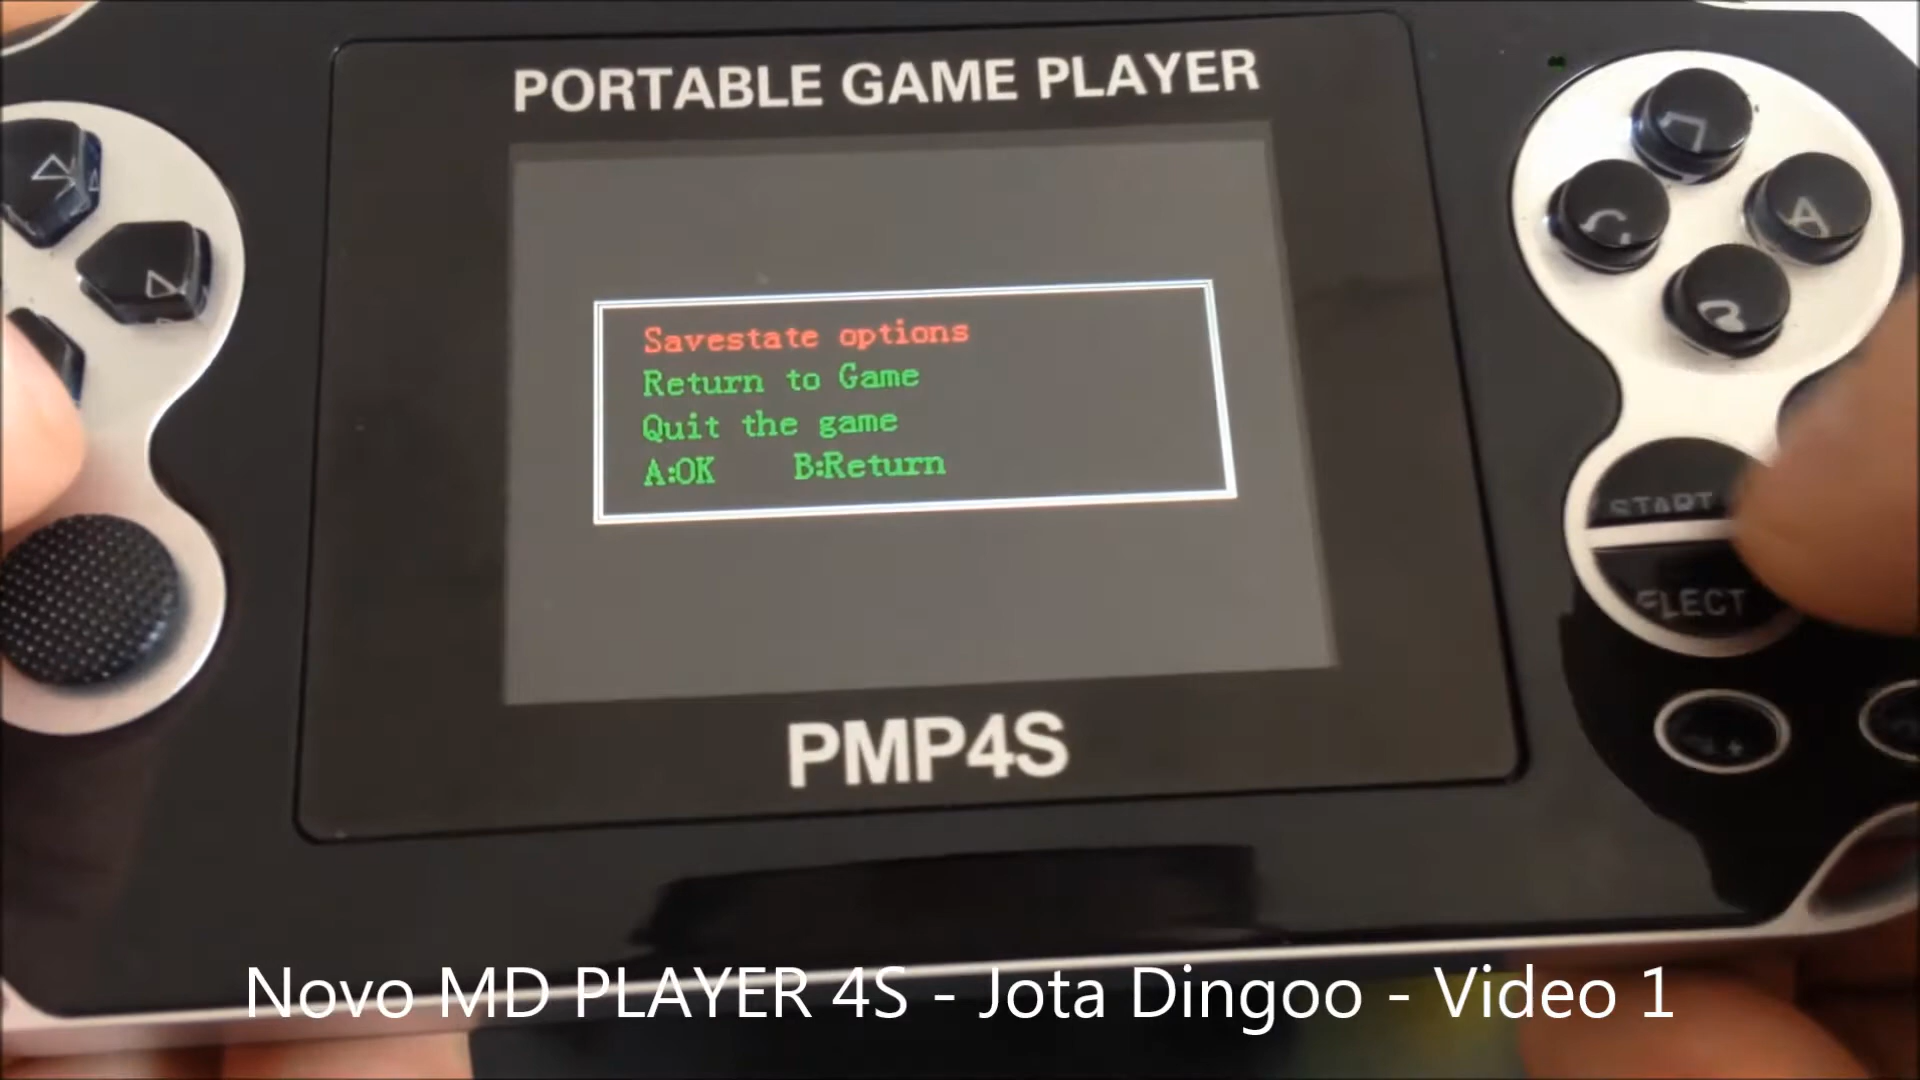 PORTABLE GAME PLAYER
Savestate options
Return to Game
Quit the game
A:OK B:Return
A
START
ELECT
PMP4S
Novo MD PLAYER 4S - Jota Dingoo - Video 1